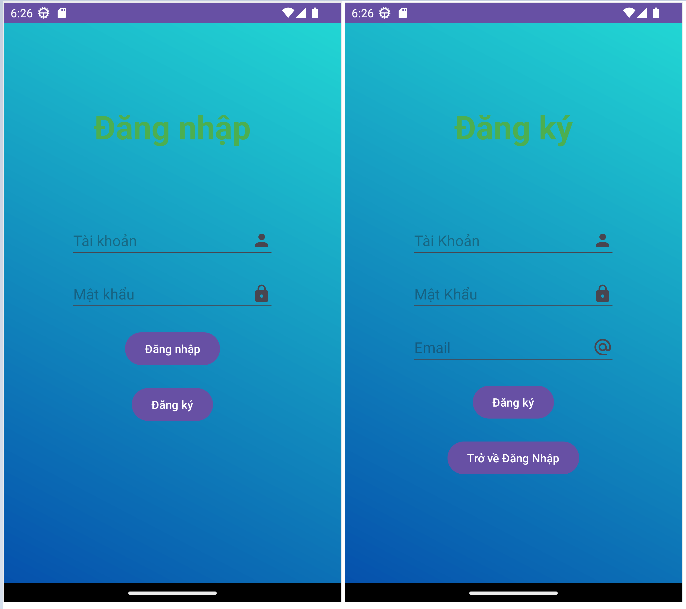 6:26
Đăng nhập
Tài khoản
Mật khẩu
Đăng nhập
Đăng ký
6:26
Đăng ký
Tài Khoản
Mật Khẩu
Email
Đăng ký
Trở về Đăng Nhập